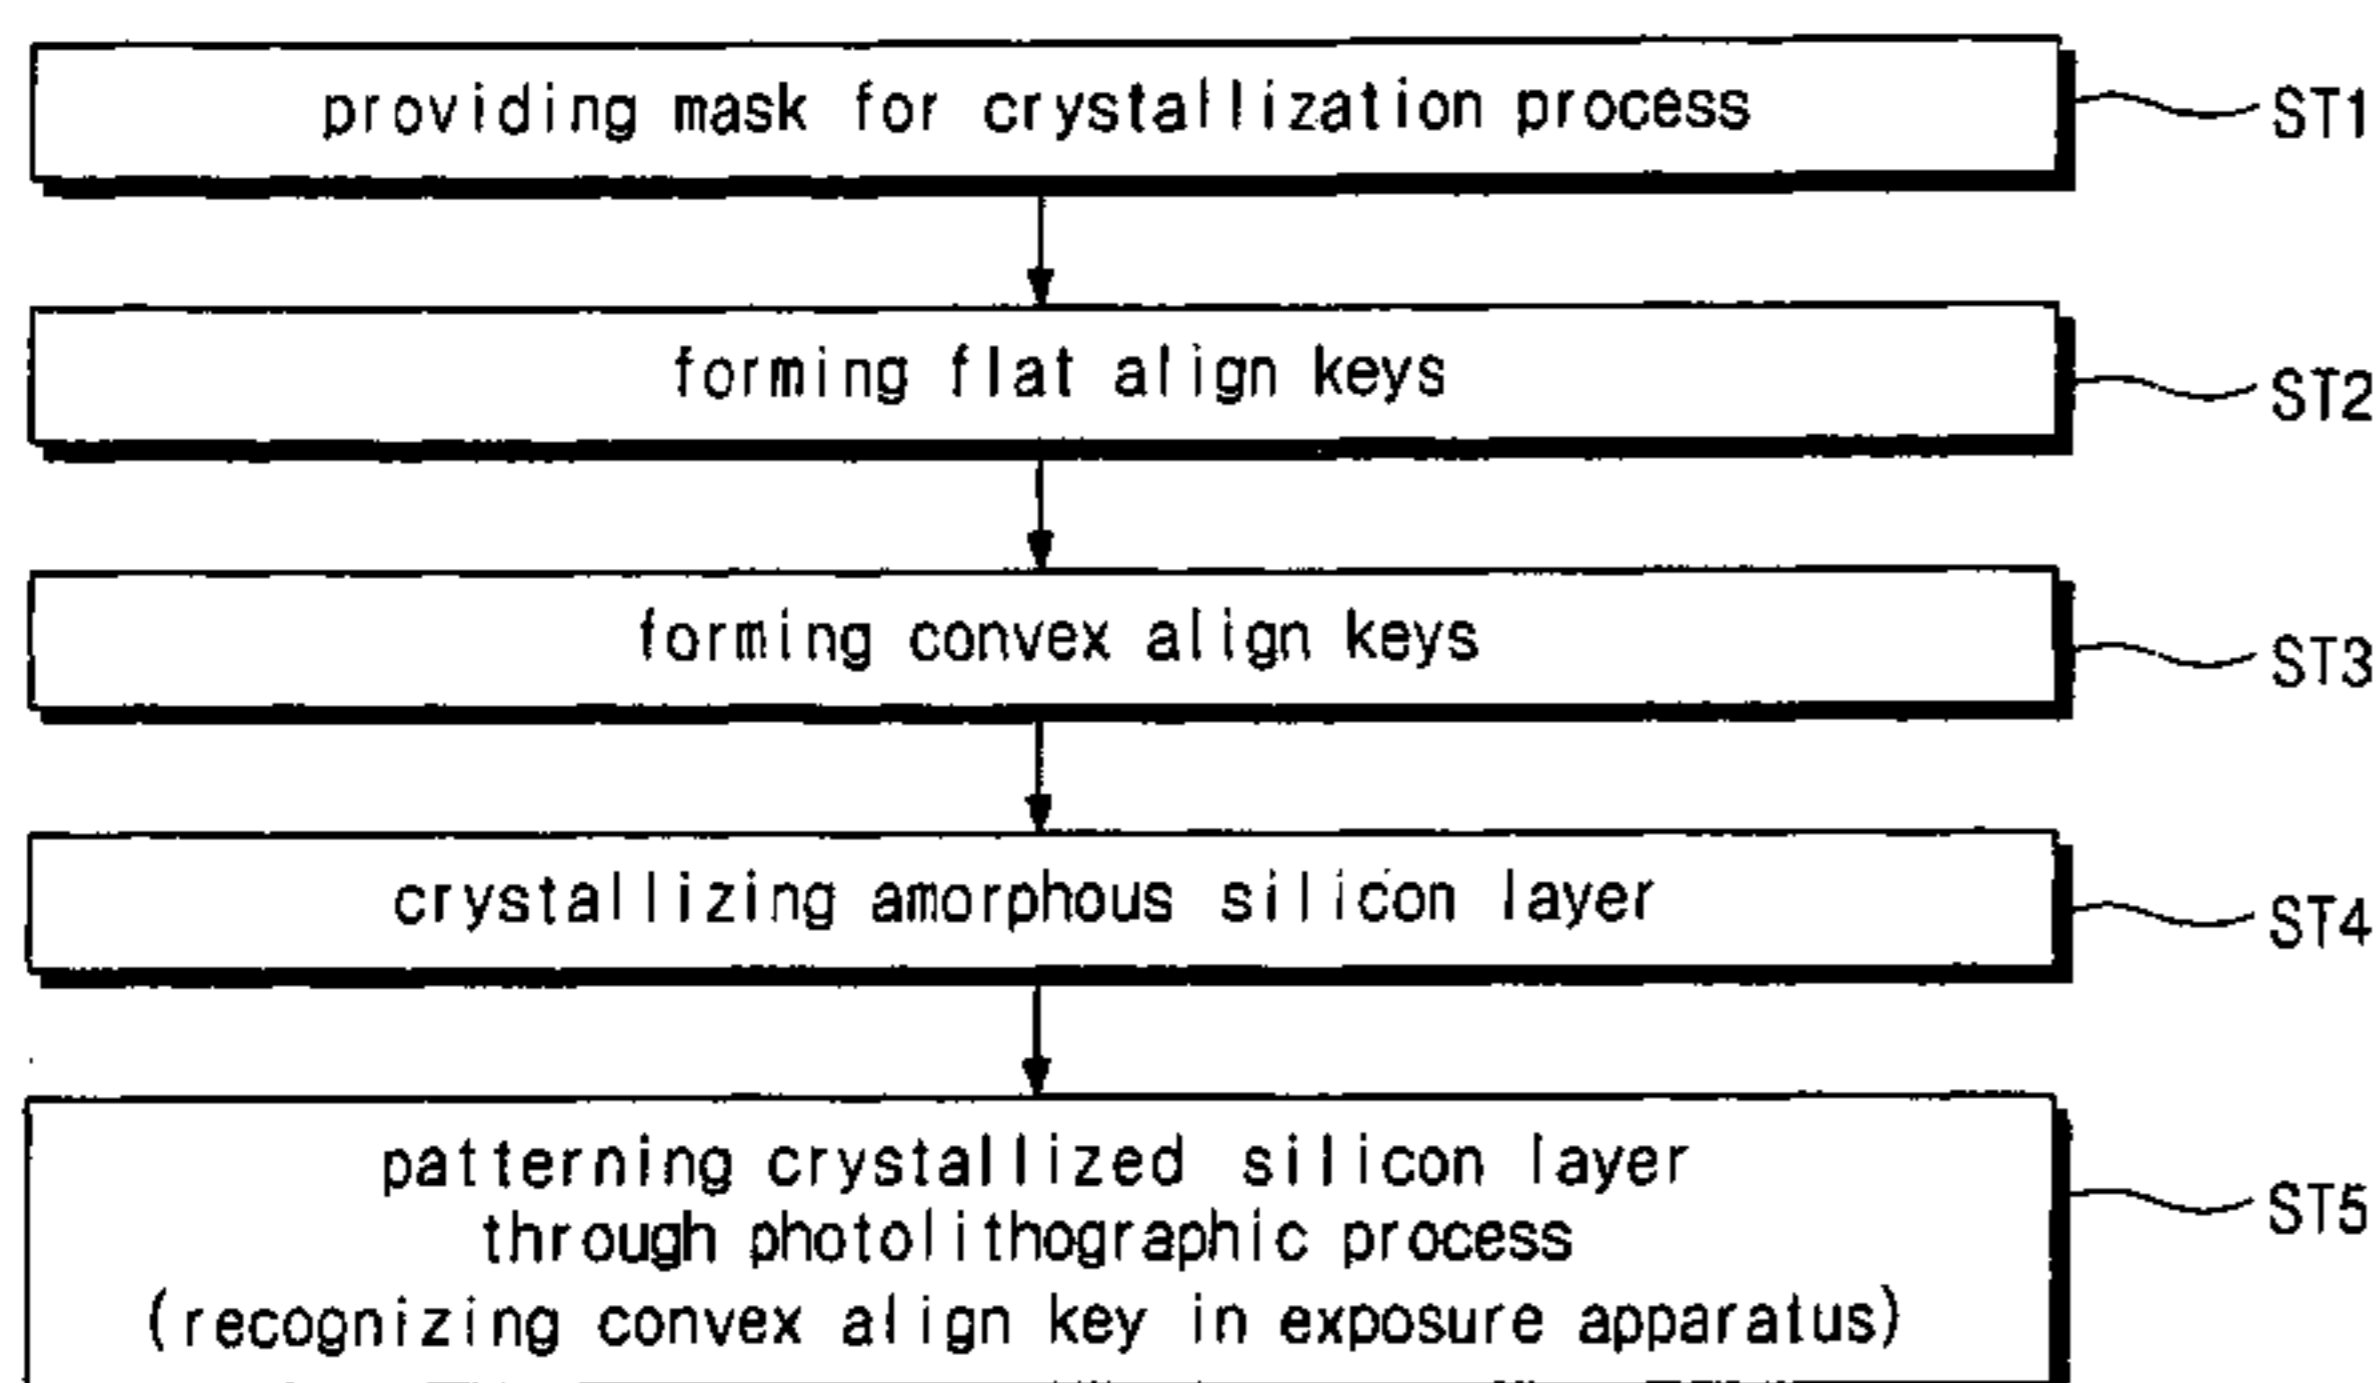 providing mask for crystallization process
ST1
forming flat align keys
ST2
forming convex align keys
ST3
crystallizing amorphous silicon layer
ST4
patterning crystallized silicon layer
through photolithographic process
(recognizing convex align key in exposure apparatus)
ST5